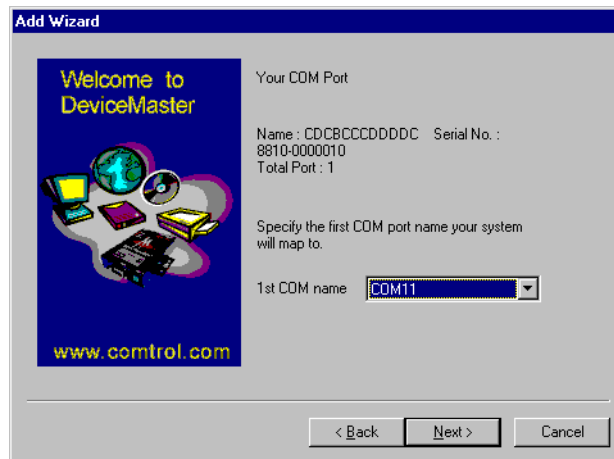 Add Wizard
Welcome to
DeviceMaster
www.comtrol.com
Your COM Port
Name : CDCBCCCDDDDC    Serial No. :
8810-0000010
Total Port : 1
Specify the first COM port name your system
will map to.
1st COM name    COM11
< Back    Next >    Cancel